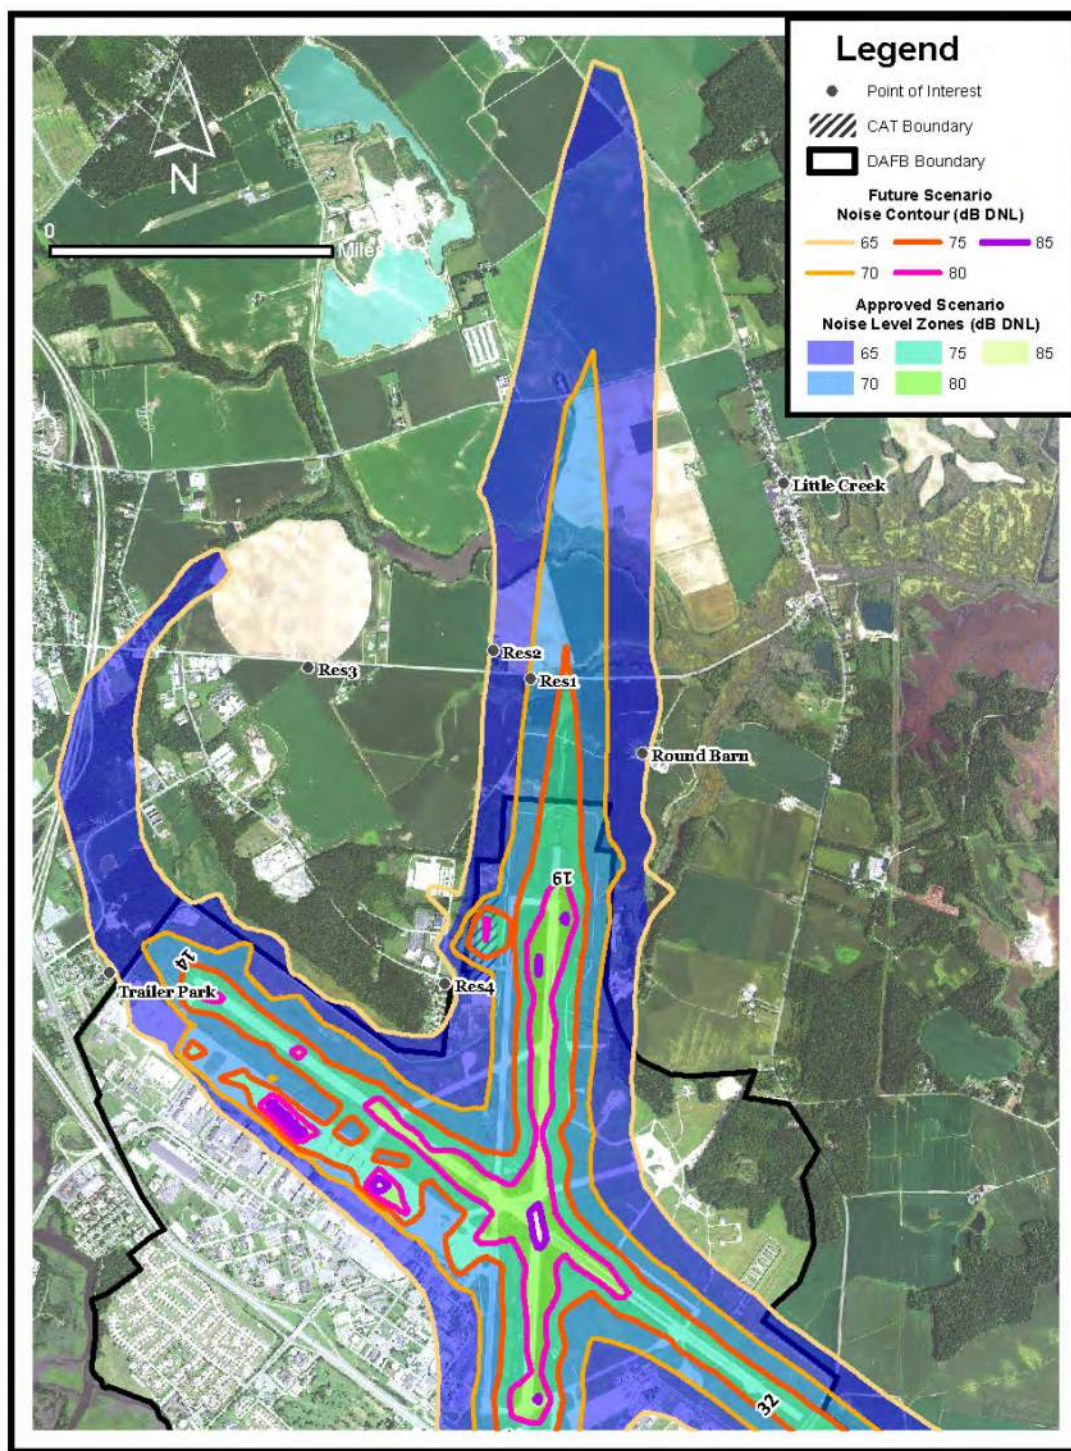 Legend
Point of Interest
CAT Boundary
DAFB Boundary
Future Scenario
Noise Contour (dB DNL)
65 75 85
70 80
Approved Scenario
Noise Level Zones (dB DNL)
65 75 85
70 80
N
0
Miles
Little Creek
Res2
Res3
Res1
Round Barn
19
14
Trailer Park
Res4
32